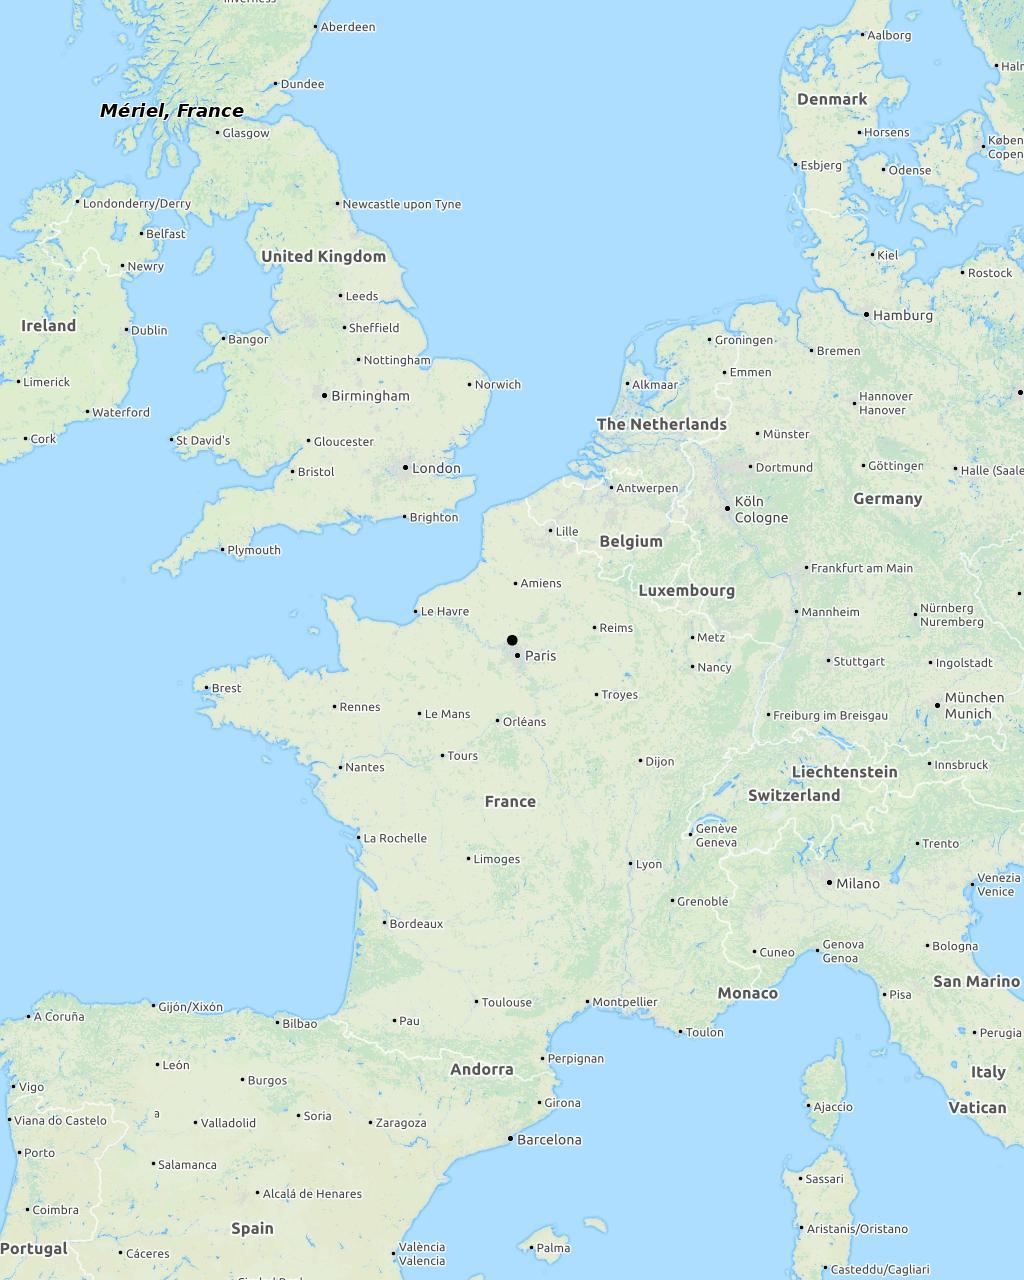 Inverness
Aberdeen
Dundee
Mériel, France
Glasgow
Aalborg
Denmark
Horsens
Esbjerg
Odense
Londonderry/Derry
Newcastle upon Tyne
Belfast
United Kingdom
Newry
Kiel
Rostock
Leeds
Hamburg
Ireland
Dublin
Sheffield
Bangor
Groningen
Bremen
Nottingham
Emmen
Limerick
Norwich
Alkmaar
Birmingham
Hannover
Hanover
Waterford
The Netherlands
Münster
Cork
St David's
Gloucester
Bristol
London
Dortmund
Göttingen
Halle (Saale
Antwerpen
Germany
Köln
Cologne
Brighton
Lille
Belgium
Plymouth
Frankfurt am Main
Amiens
Luxembourg
Le Havre
Mannheim
Nürnberg
Nuremberg
Reims
Metz
Paris
Nancy
Stuttgart
Ingolstadt
Brest
Troyes
München
Munich
Rennes
Le Mans
Orléans
Freiburg im Breisgau
Tours
Dijon
Nantes
Innsbruck
Liechtenstein
Switzerland
France
Genève
Geneva
La Rochelle
Trento
Limoges
Lyon
Milano
Venezia
Venice
Grenoble
Bordeaux
Cuneo
Genova
Genoa
Bologna
San Marino
Monaco
Pisa
Toulouse
Montpellier
Gijón/Xixón
A Coruña
Bilbao
Pau
Toulon
Perugia
Perpignan
León
Andorra
Italy
Burgos
Vigo
Girona
Ajaccio
Vatican
a
Soria
Viana do Castelo
Valladolid
Zaragoza
Barcelona
Porto
Salamanca
Sassari
Alcalá de Henares
Coimbra
Spain
Aristanis/Oristano
Portugal
Cáceres
València
Valencia
Palma
Casteddu/Cagliari